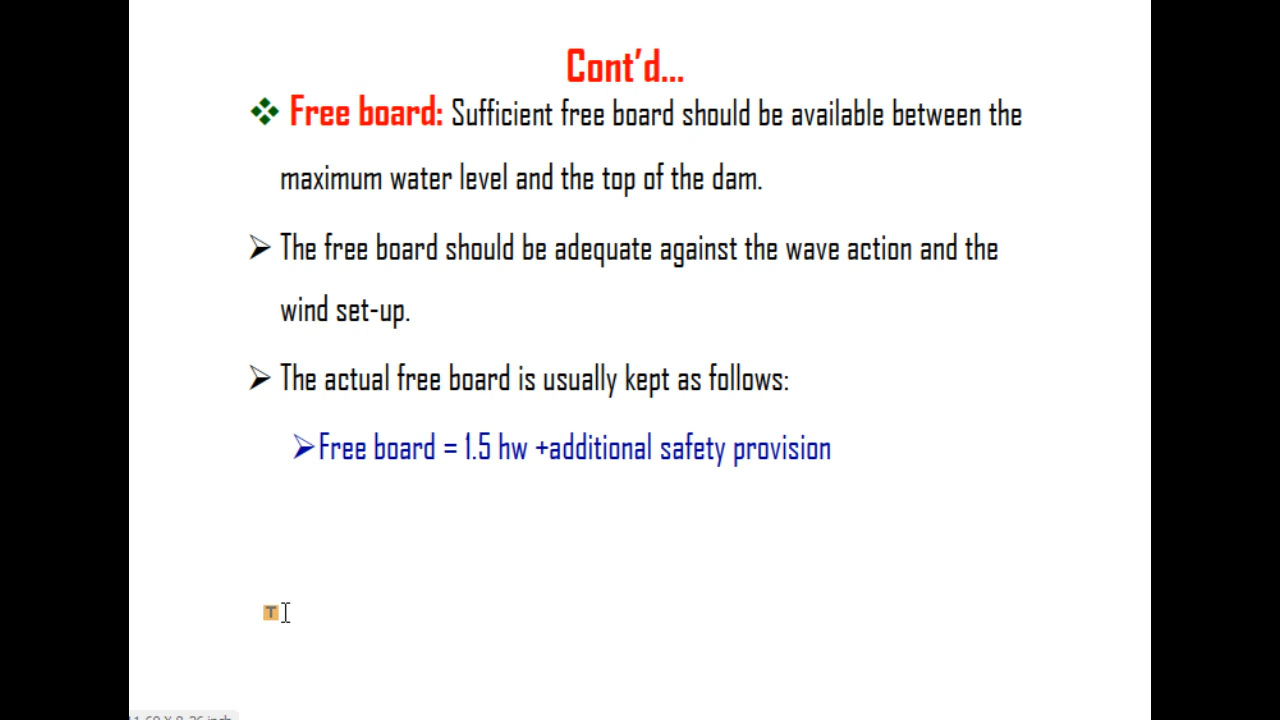 Cont'd...
❖ Free board: Sufficient free board should be available between the
maximum water level and the top of the dam.
➢ The free board should be adequate against the wave action and the
wind set-up.
➢ The actual free board is usually kept as follows:
➢Free board = 1.5 hw +additional safety provision
T